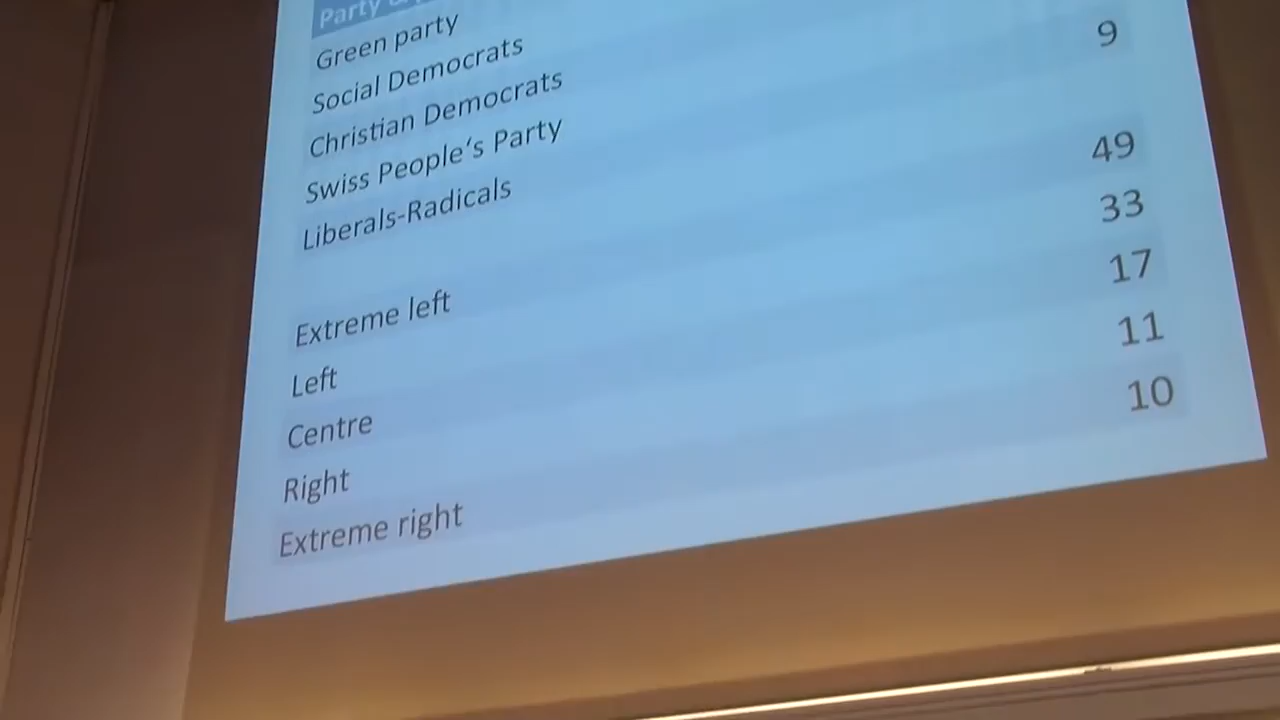 Party
Green party
Social Democrats
Christian Democrats
Swiss People's Party
Liberals-Radicals 9
Extreme left 49
Left 33
Centre 17
Right 11
Extreme right 10